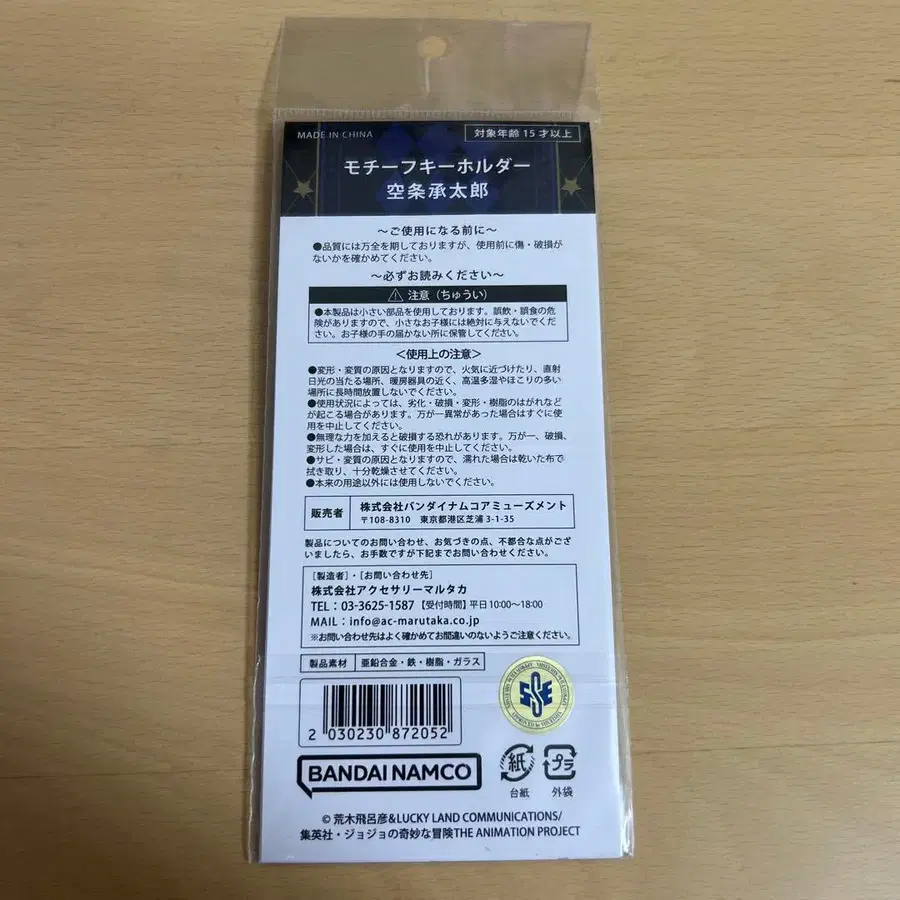 MADE IN CHINA
対象年齢 15 才以上
モチーフキーホルダー
空条承太郎
～ご使用になる前に～
●品質には万全を期しておりますが、使用前に傷・破損が
ないかを確かめてください。
～必ずお読みください～
注意（ちゅうい）
●本製品は小さい部品を使用しております。誤飲・誤食の危
険がありますので、小さなお子様には絶対に与えないでくだ
さい。お子様の手の届かない所に保管してください。
＜使用上の注意＞
●変形・変質の原因となりますので、火気に近づけたり、直射
日光の当たる場所、暖房器具の近く、高温多湿やほこりの多い
場所に長時間放置しないでください。
●使用状況によっては、劣化・破損・変形・樹脂のはがれなど
が起こる場合があります。万が一異常があった場合はすぐに使
用を中止してください。
●無理な力を加えると破損する恐れがあります。万が一、破損、
変形した場合は、すぐに使用を中止してください。
●サビ・変質の原因となりますので、濡れた場合は乾いた布で
拭き取り、十分乾燥させてください。
●本来の用途以外には使用しないでください。
販売者
株式会社バンダイナムコアミューズメント
〒108-8310 東京都港区芝浦 3-1-35
製品についてのお問い合わせ、お気づきの点、不都合な点がござ
いましたら、お手数ですが下記までお問い合わせください。
［製造者］・［お問い合わせ先］
株式会社アクセサリーマルタカ
TEL：03-3625-1587 【受付時間】平日 10:00～18:00
MAIL：info@ac-marutaka.co.jp
※お問い合わせ先はよく確かめてお間違いのないようご注意ください。
製品素材 亜鉛合金・鉄・樹脂・ガラス
SSE
2 030230 872052
紙
プラ
台紙
外袋
BANDAI NAMCO
© 荒木飛呂彦&LUCKY LAND COMMUNICATIONS/
集英社・ジョジョの奇妙な冒険THE ANIMATION PROJECT